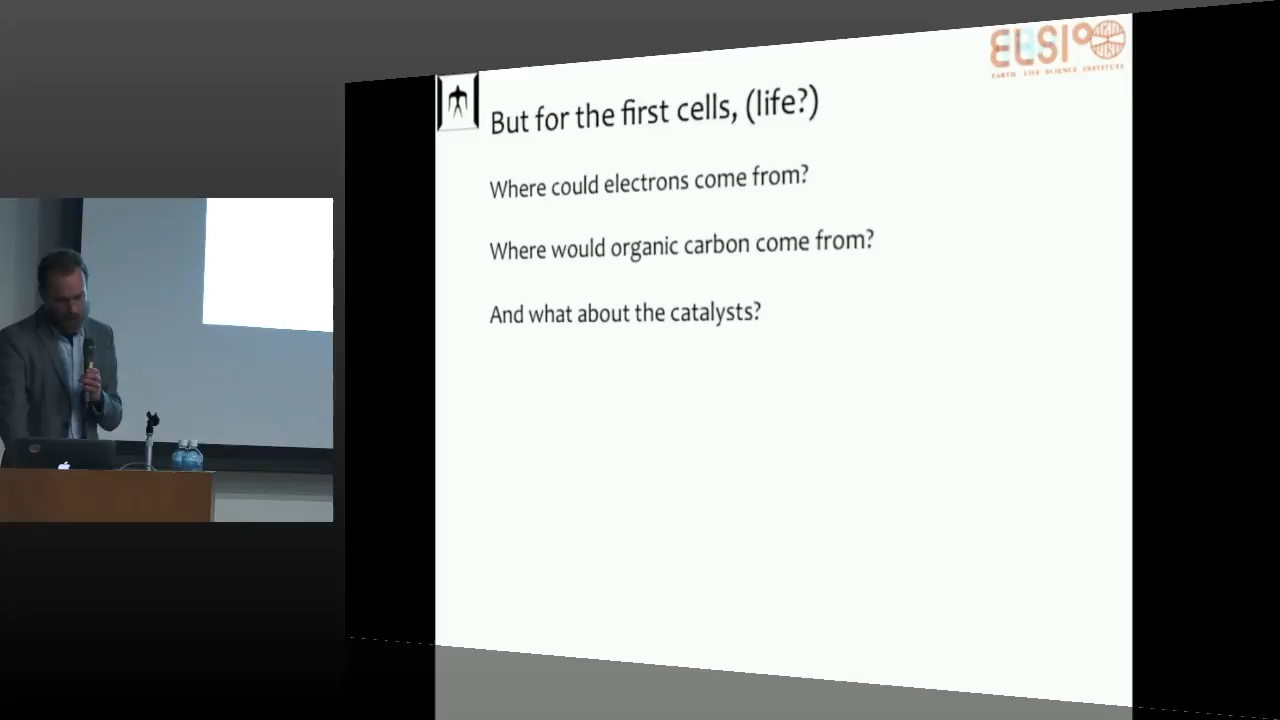 ELSI
EARTH LIFE SCIENCE INSTITUTE
But for the first cells, (life?)
Where could electrons come from?
Where would organic carbon come from?
And what about the catalysts?